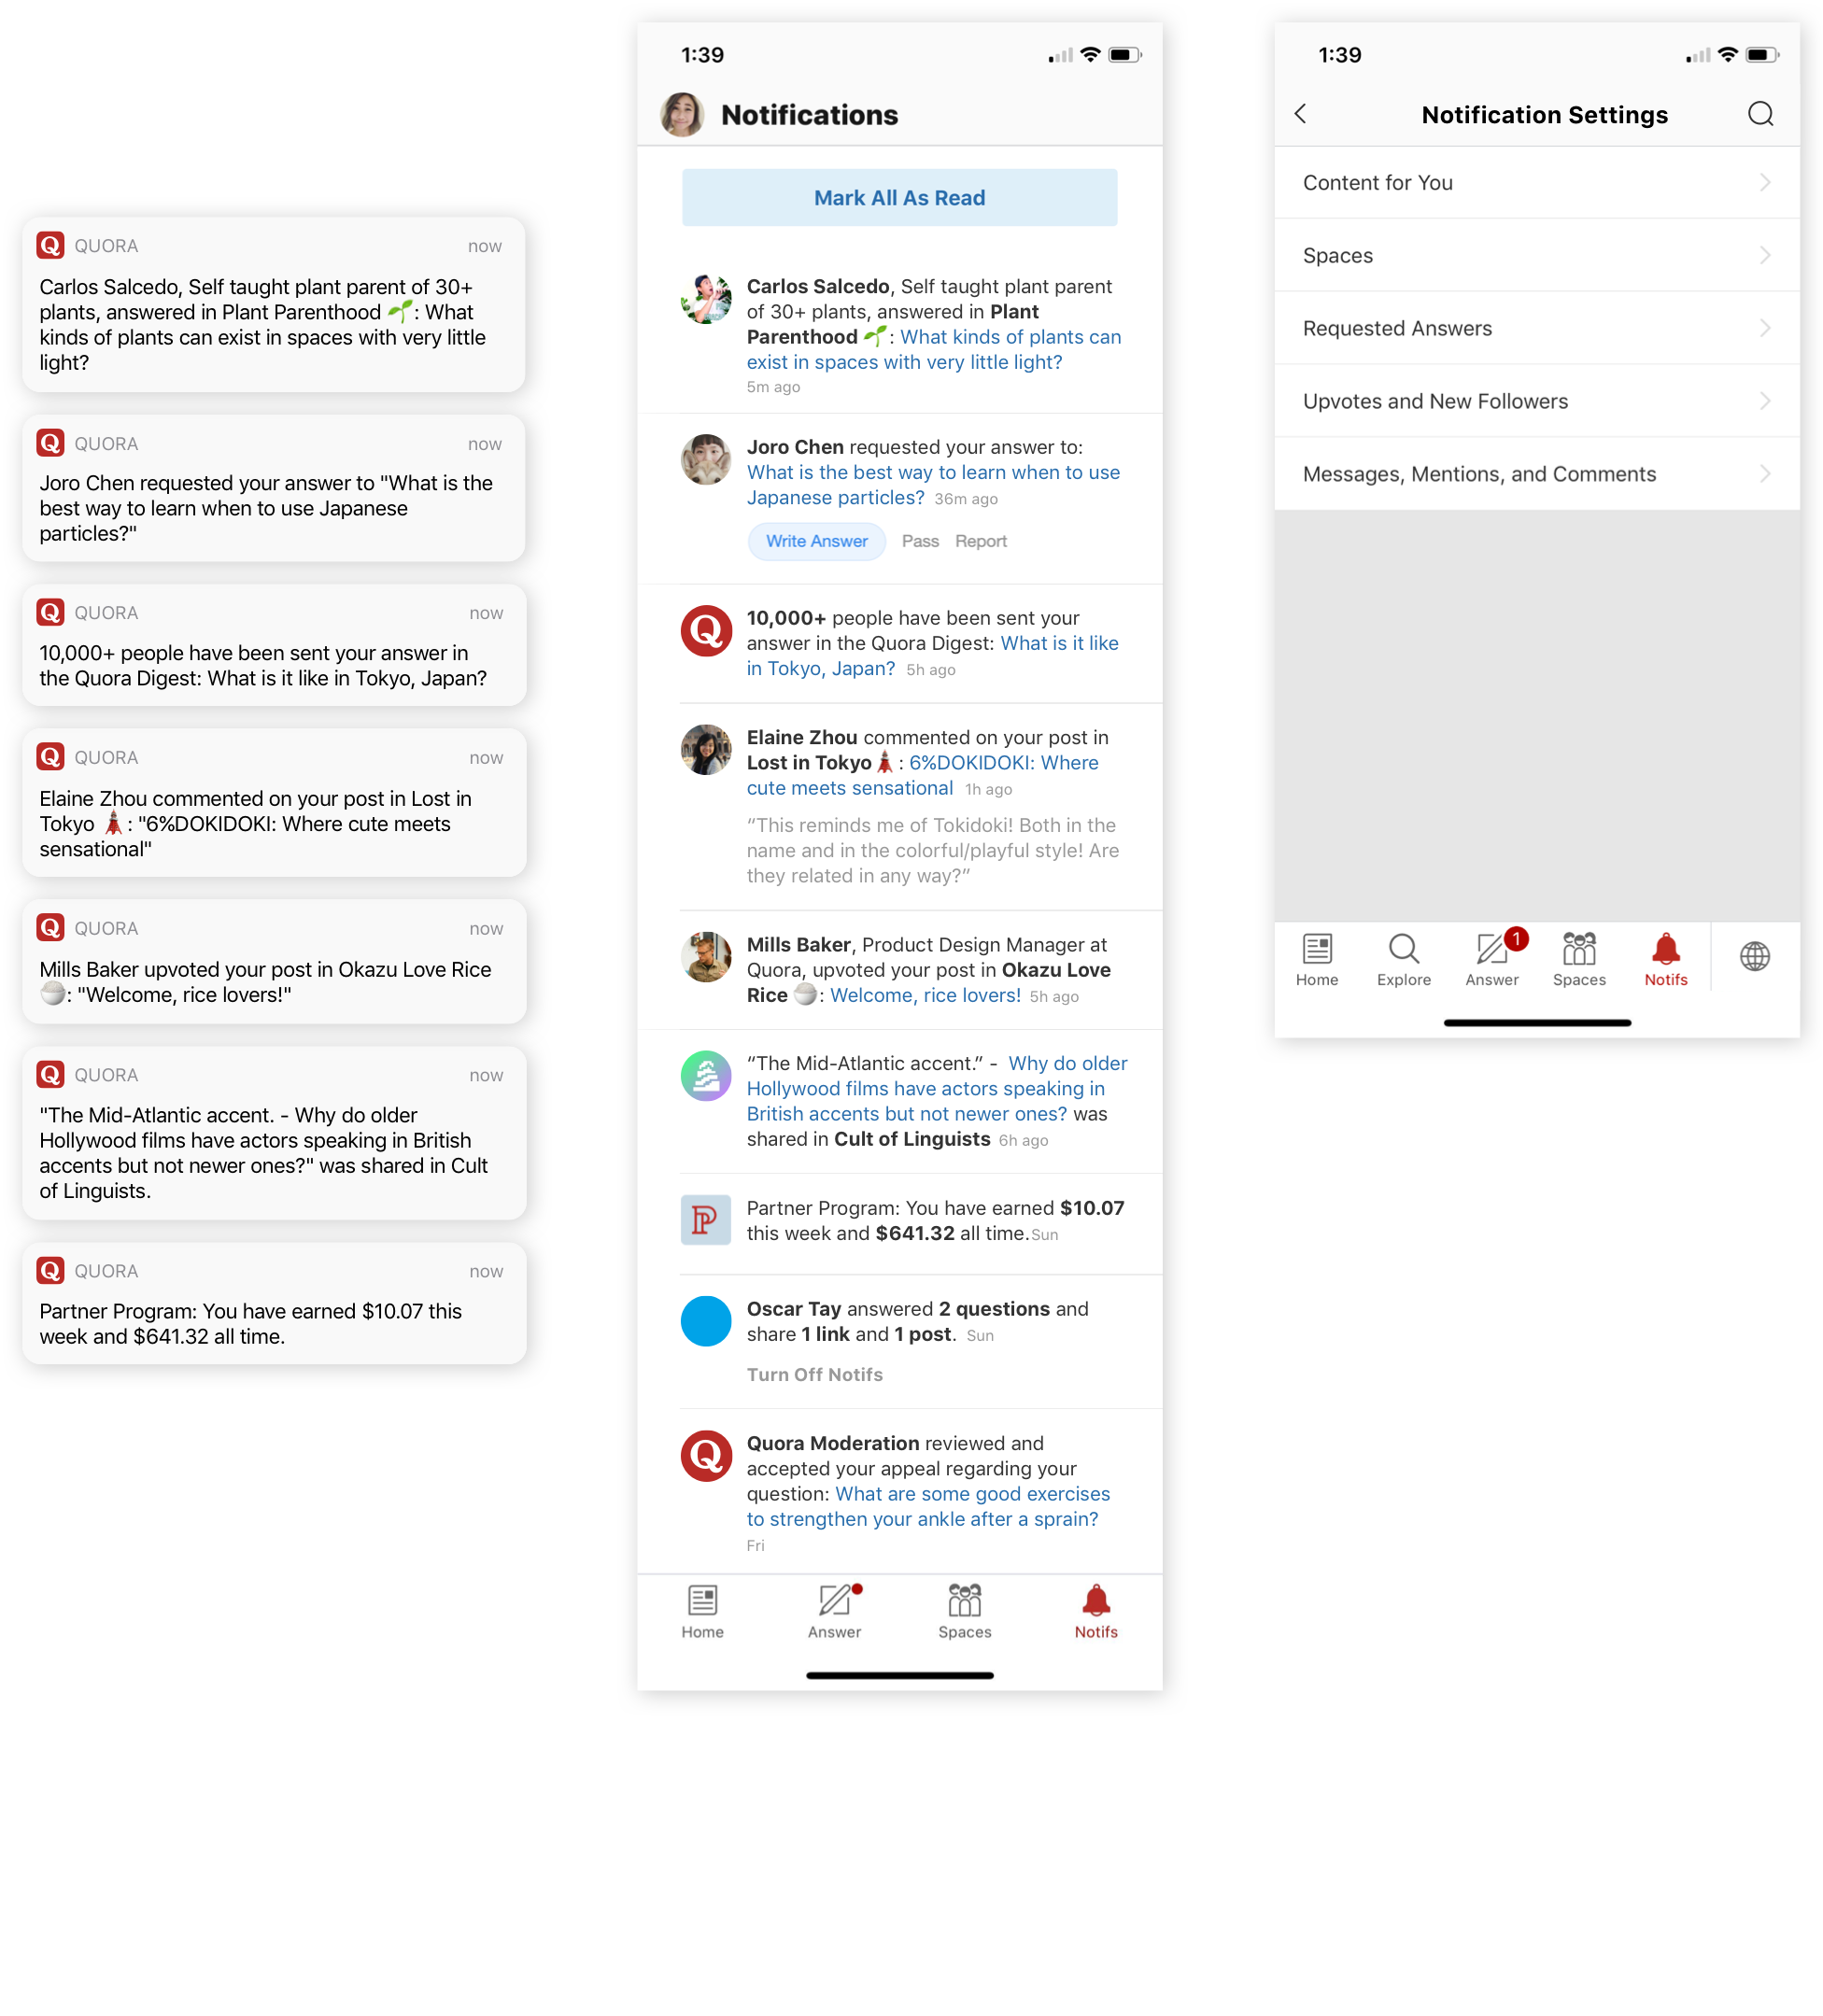 QUORA now
Carlos Salcedo, Self taught plant parent of 30+
plants, answered in Plant Parenthood 🌱: What
kinds of plants can exist in spaces with very little
light?
QUORA now
Joro Chen requested your answer to "What is the
best way to learn when to use Japanese
particles?"
QUORA now
10,000+ people have been sent your answer in
the Quora Digest: What is it like in Tokyo, Japan?
QUORA now
Elaine Zhou commented on your post in Lost in
Tokyo 🗼: "6%DOKIDOKI: Where cute meets
sensational"
QUORA now
Mills Baker upvoted your post in Okazu Love Rice
🍚: "Welcome, rice lovers!"
QUORA now
"The Mid-Atlantic accent. - Why do older
Hollywood films have actors speaking in British
accents but not newer ones?" was shared in Cult
of Linguists.
QUORA now
Partner Program: You have earned $10.07 this
week and $641.32 all time.
1:39
Notifications
Mark All As Read
Carlos Salcedo, Self taught plant parent
of 30+ plants, answered in Plant
Parenthood 🌱: What kinds of plants can
exist in spaces with very little light?
5m ago
Joro Chen requested your answer to:
What is the best way to learn when to use
Japanese particles? 36m ago
Write Answer Pass Report
10,000+ people have been sent your
answer in the Quora Digest: What is it like
in Tokyo, Japan? 5h ago
Elaine Zhou commented on your post in
Lost in Tokyo🗼: 6%DOKIDOKI: Where
cute meets sensational 1h ago
“This reminds me of Tokidoki! Both in the
name and in the colorful/playful style! Are
they related in any way?”
Mills Baker, Product Design Manager at
Quora, upvoted your post in Okazu Love
Rice 🍚: Welcome, rice lovers! 5h ago
“The Mid-Atlantic accent.” - Why do older
Hollywood films have actors speaking in
British accents but not newer ones? was
shared in Cult of Linguists 6h ago
Partner Program: You have earned $10.07
this week and $641.32 all time. Sun
Oscar Tay answered 2 questions and
share 1 link and 1 post. Sun
Turn Off Notifs
Quora Moderation reviewed and
accepted your appeal regarding your
question: What are some good exercises
to strengthen your ankle after a sprain?
Fri
Home Answer Spaces Notifs
1:39
Notification Settings
Content for You
Spaces
Requested Answers
Upvotes and New Followers
Messages, Mentions, and Comments
1
Home Explore Answer Spaces Notifs